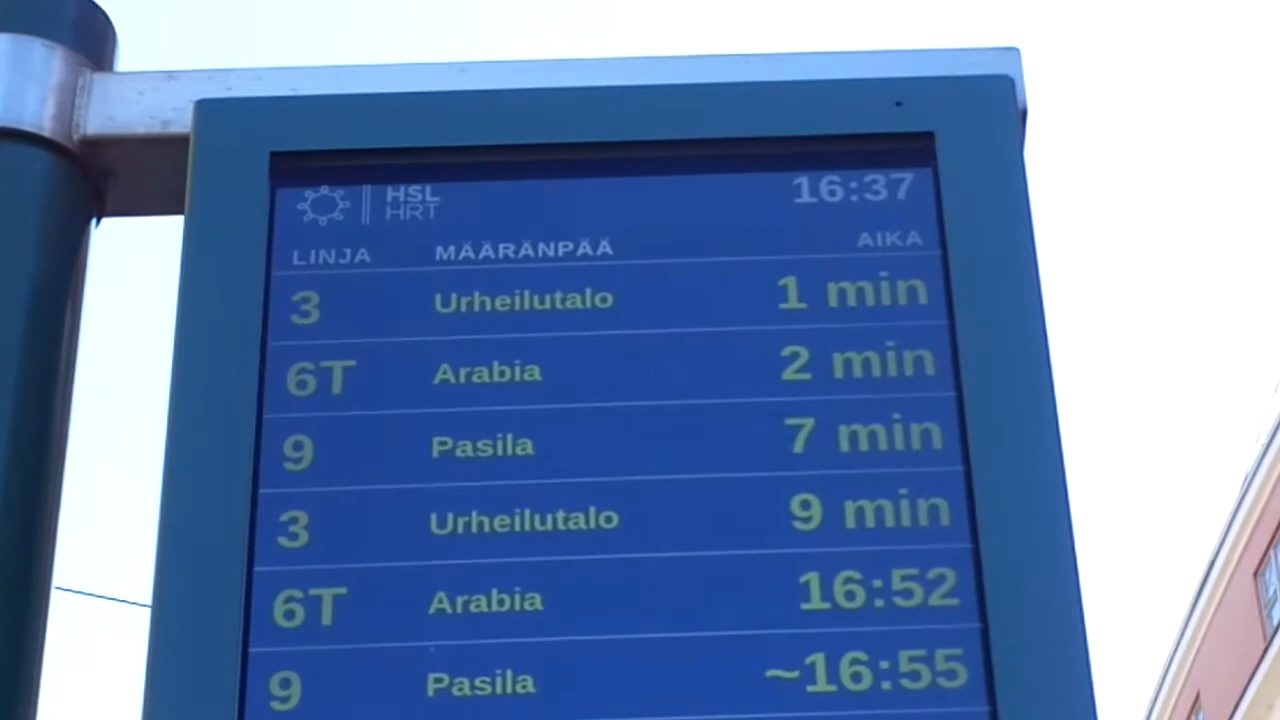 HSL
HRT
16:37
LINJA MÄÄRÄNPÄÄ AIKA
3 Urheilutalo 1 min
6T Arabia 2 min
9 Pasila 7 min
3 Urheilutalo 9 min
6T Arabia 16:52
9 Pasila ~16:55